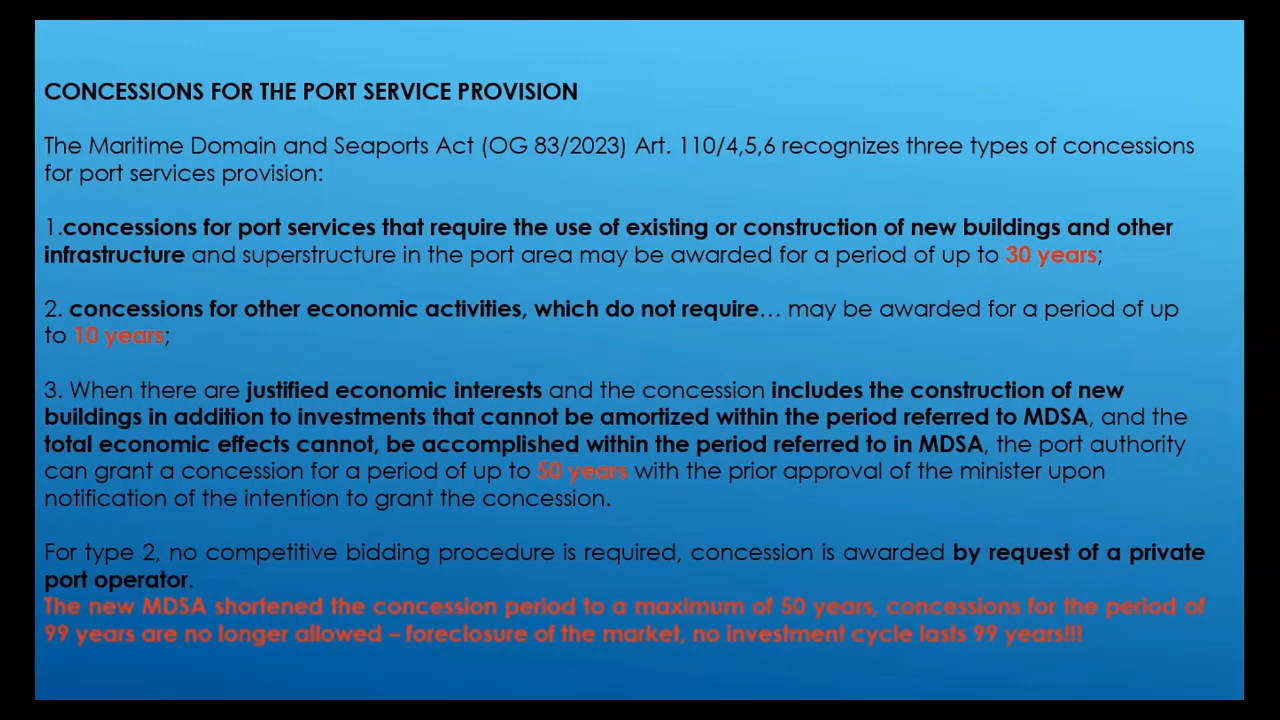 CONCESSIONS FOR THE PORT SERVICE PROVISION
The Maritime Domain and Seaports Act (OG 83/2023) Art. 110/4,5,6 recognizes three types of concessions
for port services provision:
1.concessions for port services that require the use of existing or construction of new buildings and other
infrastructure and superstructure in the port area may be awarded for a period of up to 30 years;
2. concessions for other economic activities, which do not require… may be awarded for a period of up
to 10 years;
3. When there are justified economic interests and the concession includes the construction of new
buildings in addition to investments that cannot be amortized within the period referred to MDSA, and the
total economic effects cannot, be accomplished within the period referred to in MDSA, the port authority
can grant a concession for a period of up to 50 years with the prior approval of the minister upon
notification of the intention to grant the concession.
For type 2, no competitive bidding procedure is required, concession is awarded by request of a private
port operator.
The new MDSA shortened the concession period to a maximum of 50 years, concessions for the period of
99 years are no longer allowed – foreclosure of the market, no investment cycle lasts 99 years!!!